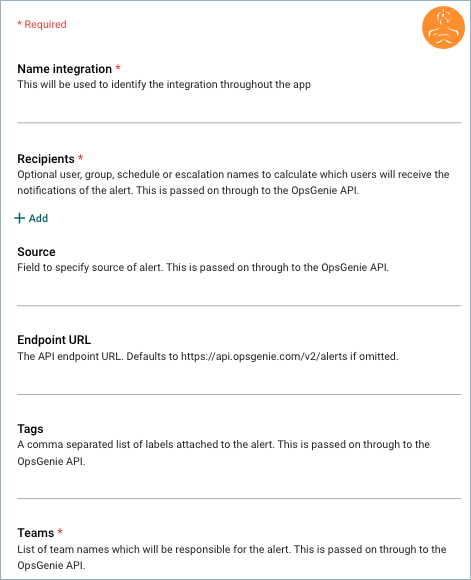 * Required
Name integration *
This will be used to identify the integration throughout the app
Recipients *
Optional user, group, schedule or escalation names to calculate which users will receive the
notifications of the alert. This is passed on through to the OpsGenie API.
+ Add
Source
Field to specify source of alert. This is passed on through to the OpsGenie API.
Endpoint URL
The API endpoint URL. Defaults to https://api.opsgenie.com/v2/alerts if omitted.
Tags
A comma separated list of labels attached to the alert. This is passed on through to the
OpsGenie API.
Teams *
List of team names which will be responsible for the alert. This is passed on through to the
OpsGenie API.